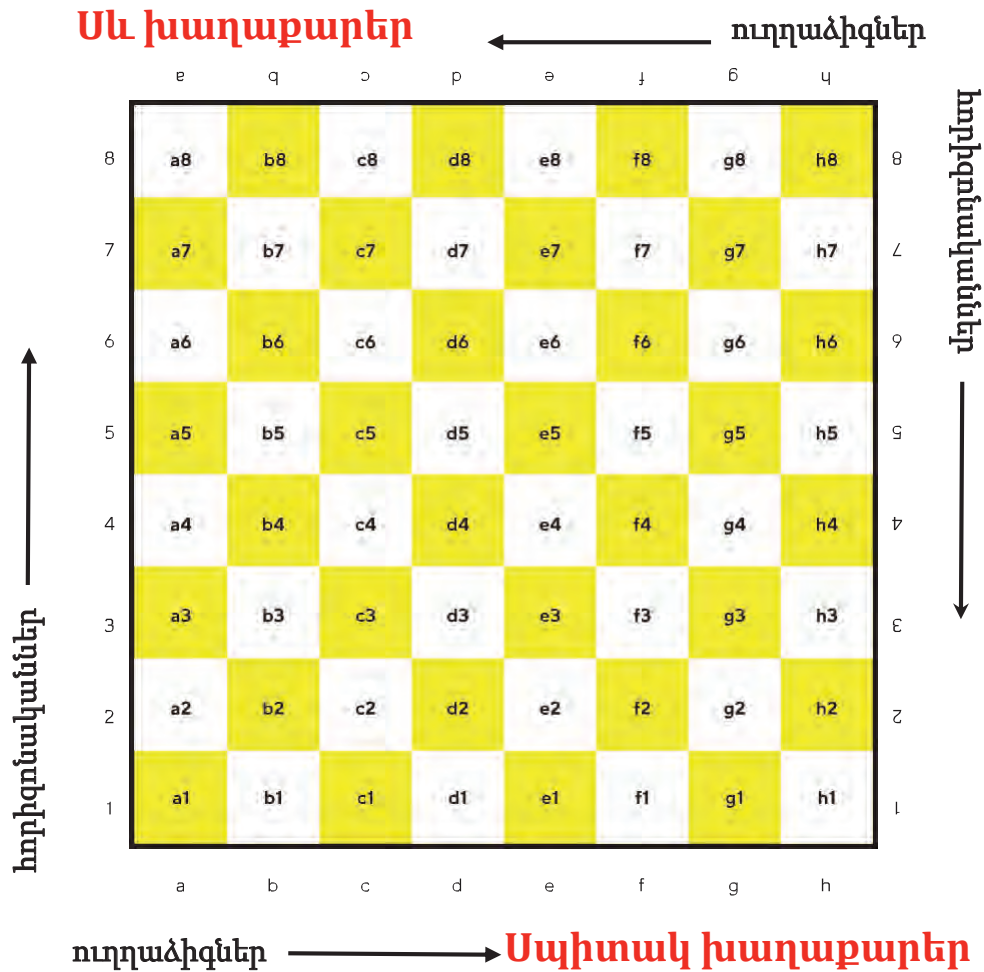 Սև խաղաքարեր
ուղղաձիգներ
a b c d e f g h
8 a8 b8 c8 d8 e8 f8 g8 h8 8
7 a7 b7 c7 d7 e7 f7 g7 h7 7
6 a6 b6 c6 d6 e6 f6 g6 h6 6
5 a5 b5 c5 d5 e5 f5 g5 h5 5
4 a4 b4 c4 d4 e4 f4 g4 h4 4
3 a3 b3 c3 d3 e3 f3 g3 h3 3
2 a2 b2 c2 d2 e2 f2 g2 h2 2
1 a1 b1 c1 d1 e1 f1 g1 h1 1
a b c d e f g h
հորիզոնականներ
հորիզոնականներ
ուղղաձիգներ
Սպիտակ խաղաքարեր